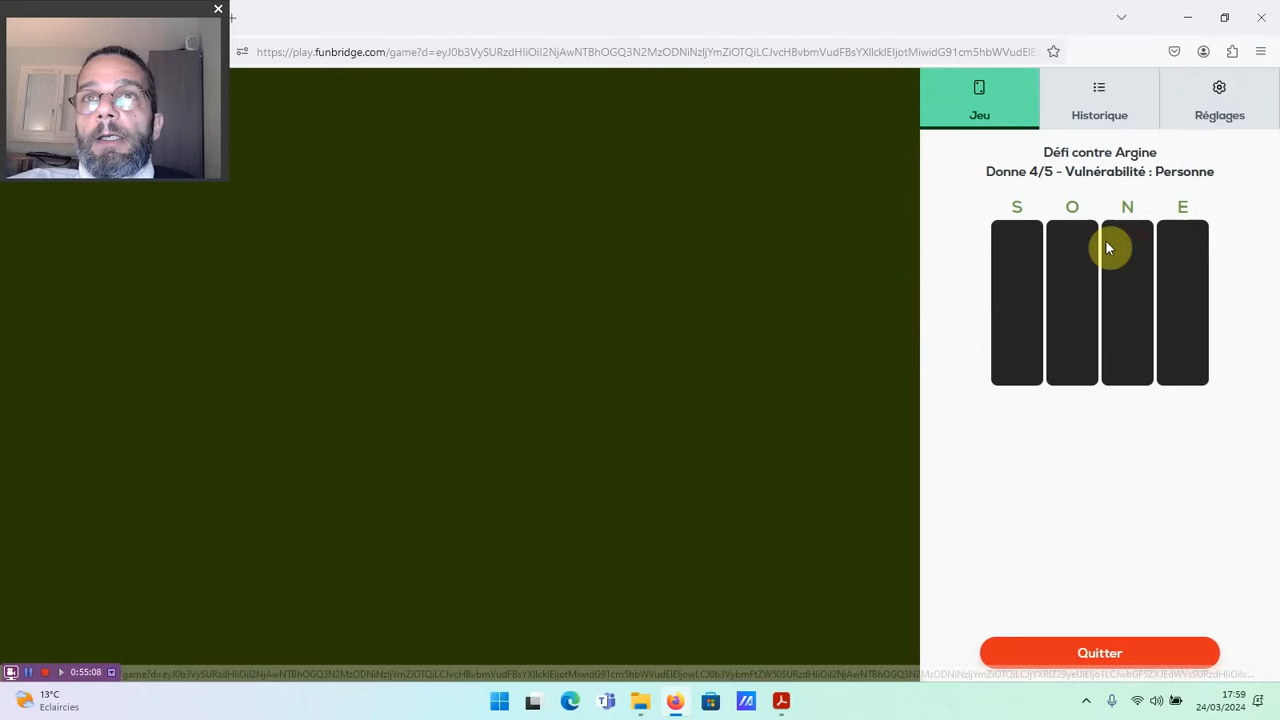 https://play.funbridge.com/game?d=
Jeu
Historique
Réglages
Défi contre Argine
Donne 4/5 - Vulnérabilité : Personne
S O N E
Quitter
0:55:08
13°C
Eclaircies
17:59
24/03/2024